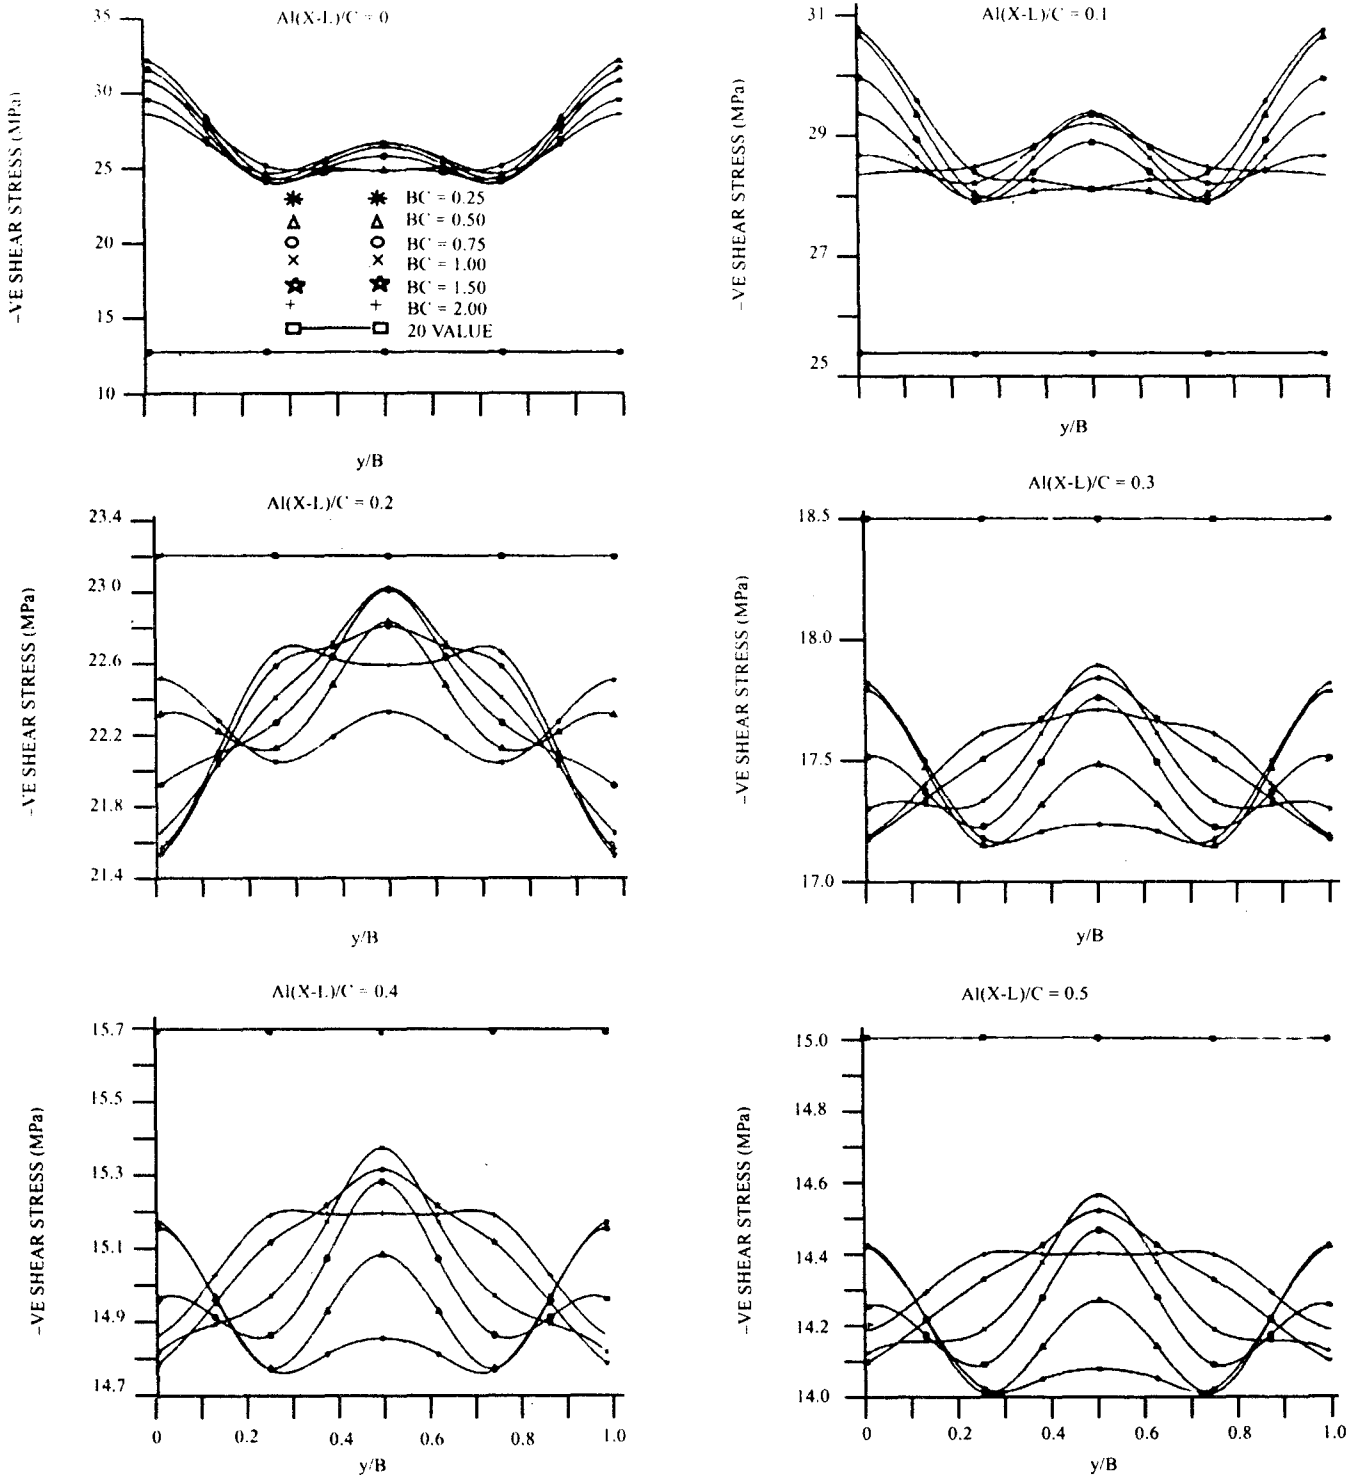 Al(X-L)/C = 0
35
30
25
20
15
10
-VE SHEAR STRESS (MPa)
BC = 0.25
BC = 0.50
BC = 0.75
BC = 1.00
BC = 1.50
BC = 2.00
20 VALUE
y/B
Al(X-L)/C = 0.1
31
29
27
25
-VE SHEAR STRESS (MPa)
y/B
Al(X-L)/C = 0.2
23.4
23.0
22.6
22.2
21.8
21.4
-VE SHEAR STRESS (MPa)
y/B
Al(X-L)/C = 0.3
18.5
18.0
17.5
17.0
-VE SHEAR STRESS (MPa)
y/B
Al(X-L)/C = 0.4
15.7
15.5
15.3
15.1
14.9
14.7
-VE SHEAR STRESS (MPa)
0 0.2 0.4 0.6 0.8 1.0
y/B
Al(X-L)/C = 0.5
15.0
14.8
14.6
14.4
14.2
14.0
-VE SHEAR STRESS (MPa)
0 0.2 0.4 0.6 0.8 1.0
y/B